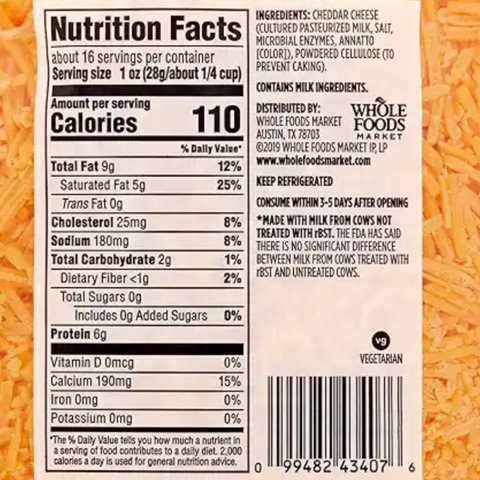 Nutrition Facts
about 16 servings per container
Serving size 1 oz (28g/about 1/4 cup)
Amount per serving
Calories 110
% Daily Value*
Total Fat 9g 12%
Saturated Fat 5g 25%
Trans Fat 0g
Cholesterol 25mg 8%
Sodium 180mg 8%
Total Carbohydrate 2g 1%
Dietary Fiber <1g 2%
Total Sugars 0g
Includes 0g Added Sugars 0%
Protein 6g
Vitamin D 0mcg 0%
Calcium 190mg 15%
Iron 0mg 0%
Potassium 0mg 0%
*The % Daily Value tells you how much a nutrient in
a serving of food contributes to a daily diet. 2,000
calories a day is used for general nutrition advice.
INGREDIENTS: CHEDDAR CHEESE
(CULTURED PASTEURIZED MILK, SALT,
MICROBIAL ENZYMES, ANNATTO
[COLOR]), POWDERED CELLULOSE (TO
PREVENT CAKING).
CONTAINS MILK INGREDIENTS.
DISTRIBUTED BY:
WHOLE FOODS MARKET
AUSTIN, TX 78703
©2019 WHOLE FOODS MARKET IP, LP
www.wholefoodsmarket.com
WHOLE
FOODS
MARKET
KEEP REFRIGERATED
CONSUME WITHIN 3-5 DAYS AFTER OPENING
*MADE WITH MILK FROM COWS NOT
TREATED WITH rBST. THE FDA HAS SAID
THERE IS NO SIGNIFICANT DIFFERENCE
BETWEEN MILK FROM COWS TREATED WITH
rBST AND UNTREATED COWS.
vg
VEGETARIAN
0 99482 43407 6